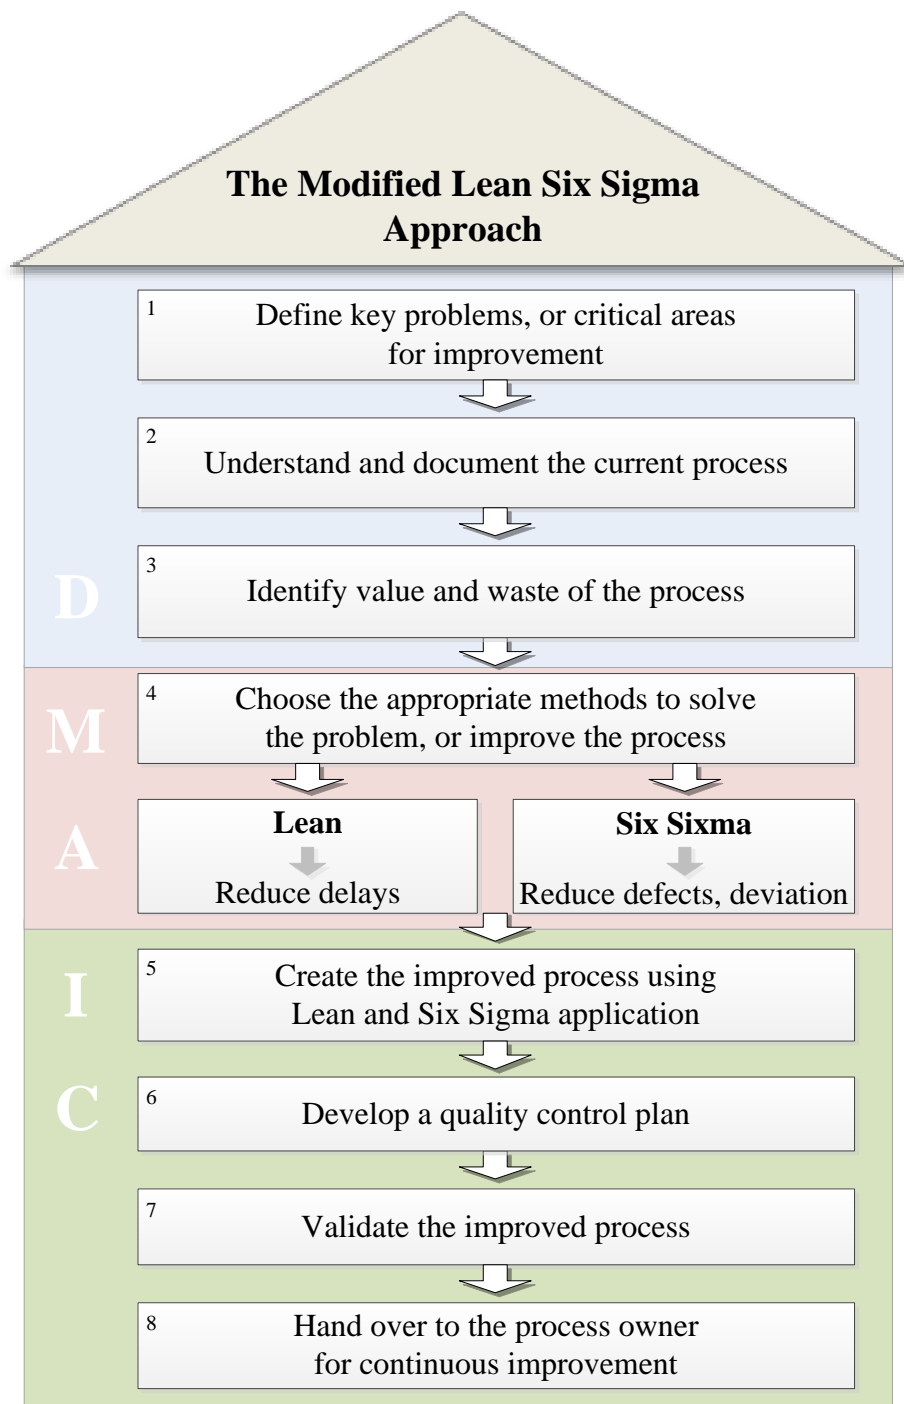 The Modified Lean Six Sigma
Approach
1
Define key problems, or critical areas
for improvement
2
Understand and document the current process
D
3
Identify value and waste of the process
M
4
Choose the appropriate methods to solve
the problem, or improve the process
A
Lean
Reduce delays
Six Sixma
Reduce defects, deviation
I
5
Create the improved process using
Lean and Six Sigma application
C
6
Develop a quality control plan
7
Validate the improved process
8
Hand over to the process owner
for continuous improvement